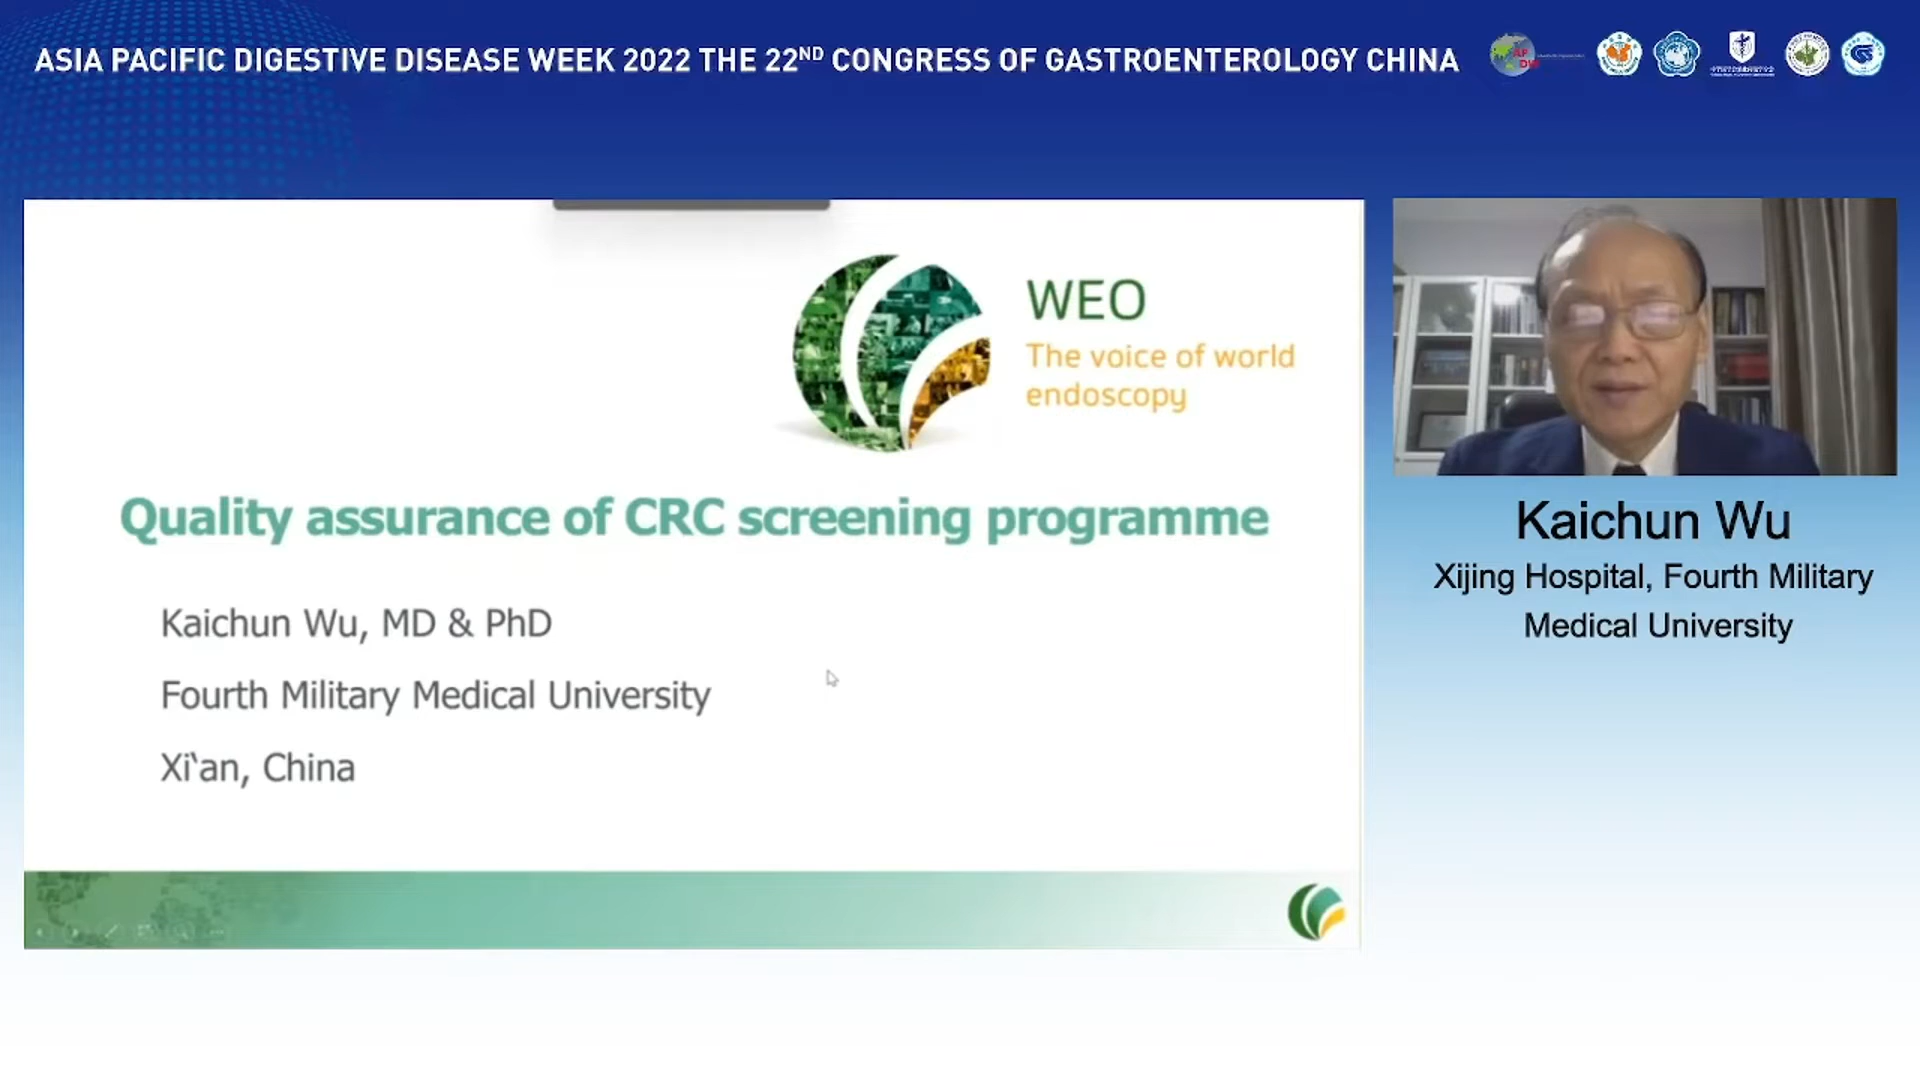 ASIA PACIFIC DIGESTIVE DISEASE WEEK 2022 THE 22ND CONGRESS OF GASTROENTEROLOGY CHINA
WEO
The voice of world
endoscopy
Quality assurance of CRC screening programme
Kaichun Wu, MD & PhD
Fourth Military Medical University
Xi‘an, China
Kaichun Wu
Xijing Hospital, Fourth Military
Medical University